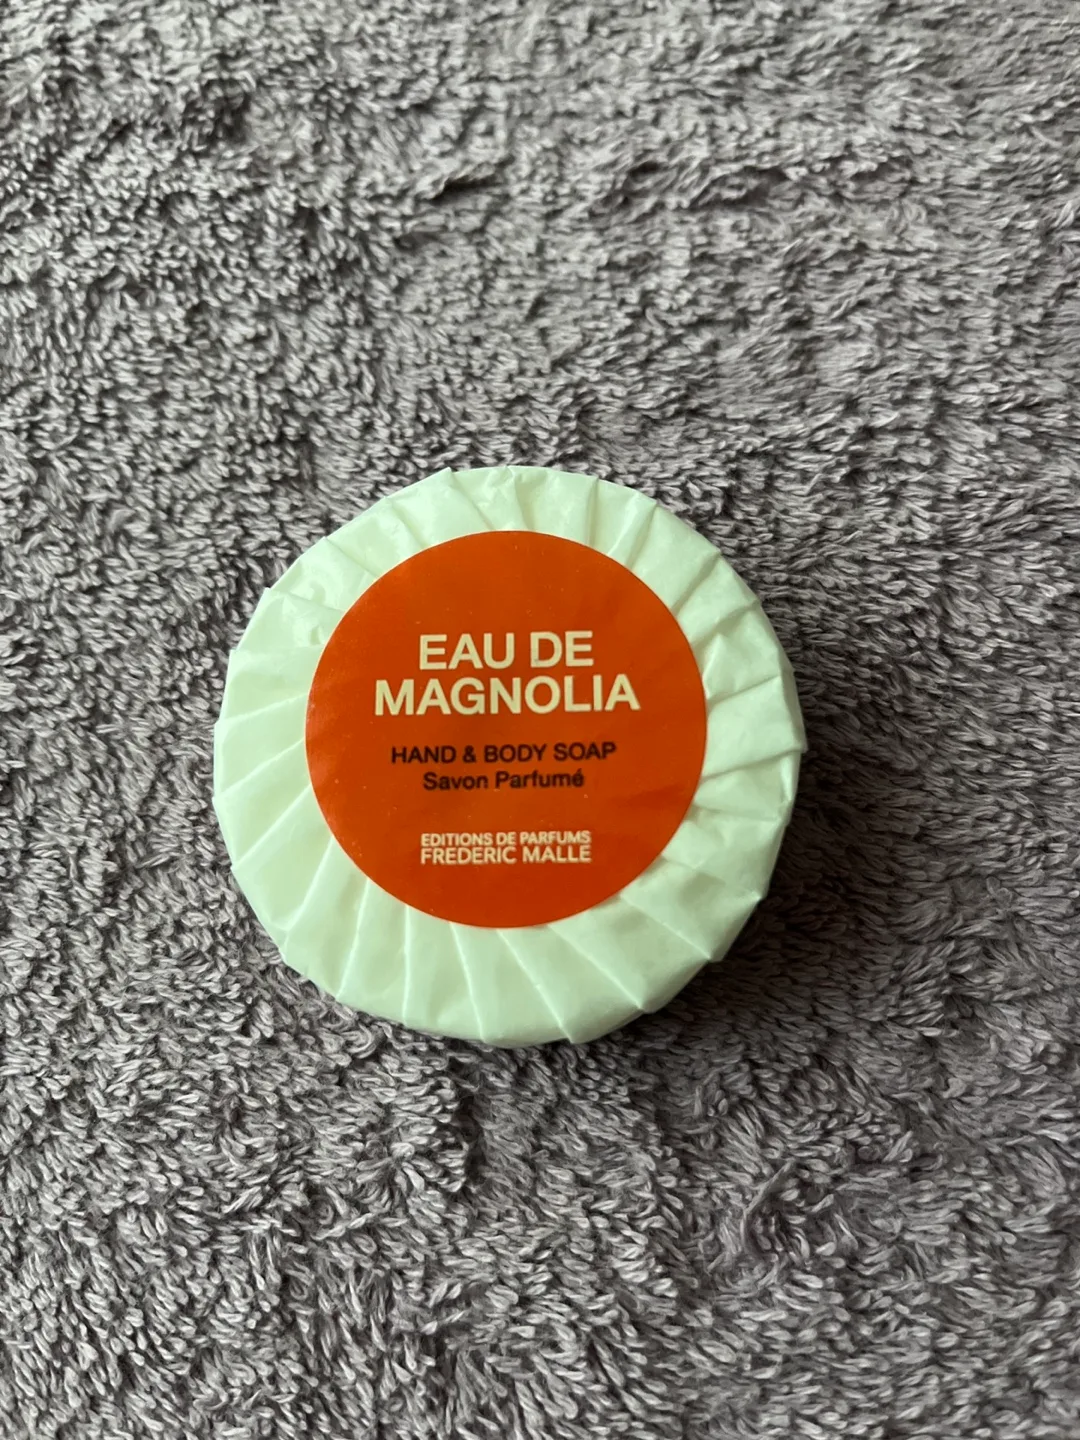 EAU DE
MAGNOLIA
HAND & BODY SOAP
Savon Parfumé
EDITIONS DE PARFUMS
FREDERIC MALLE